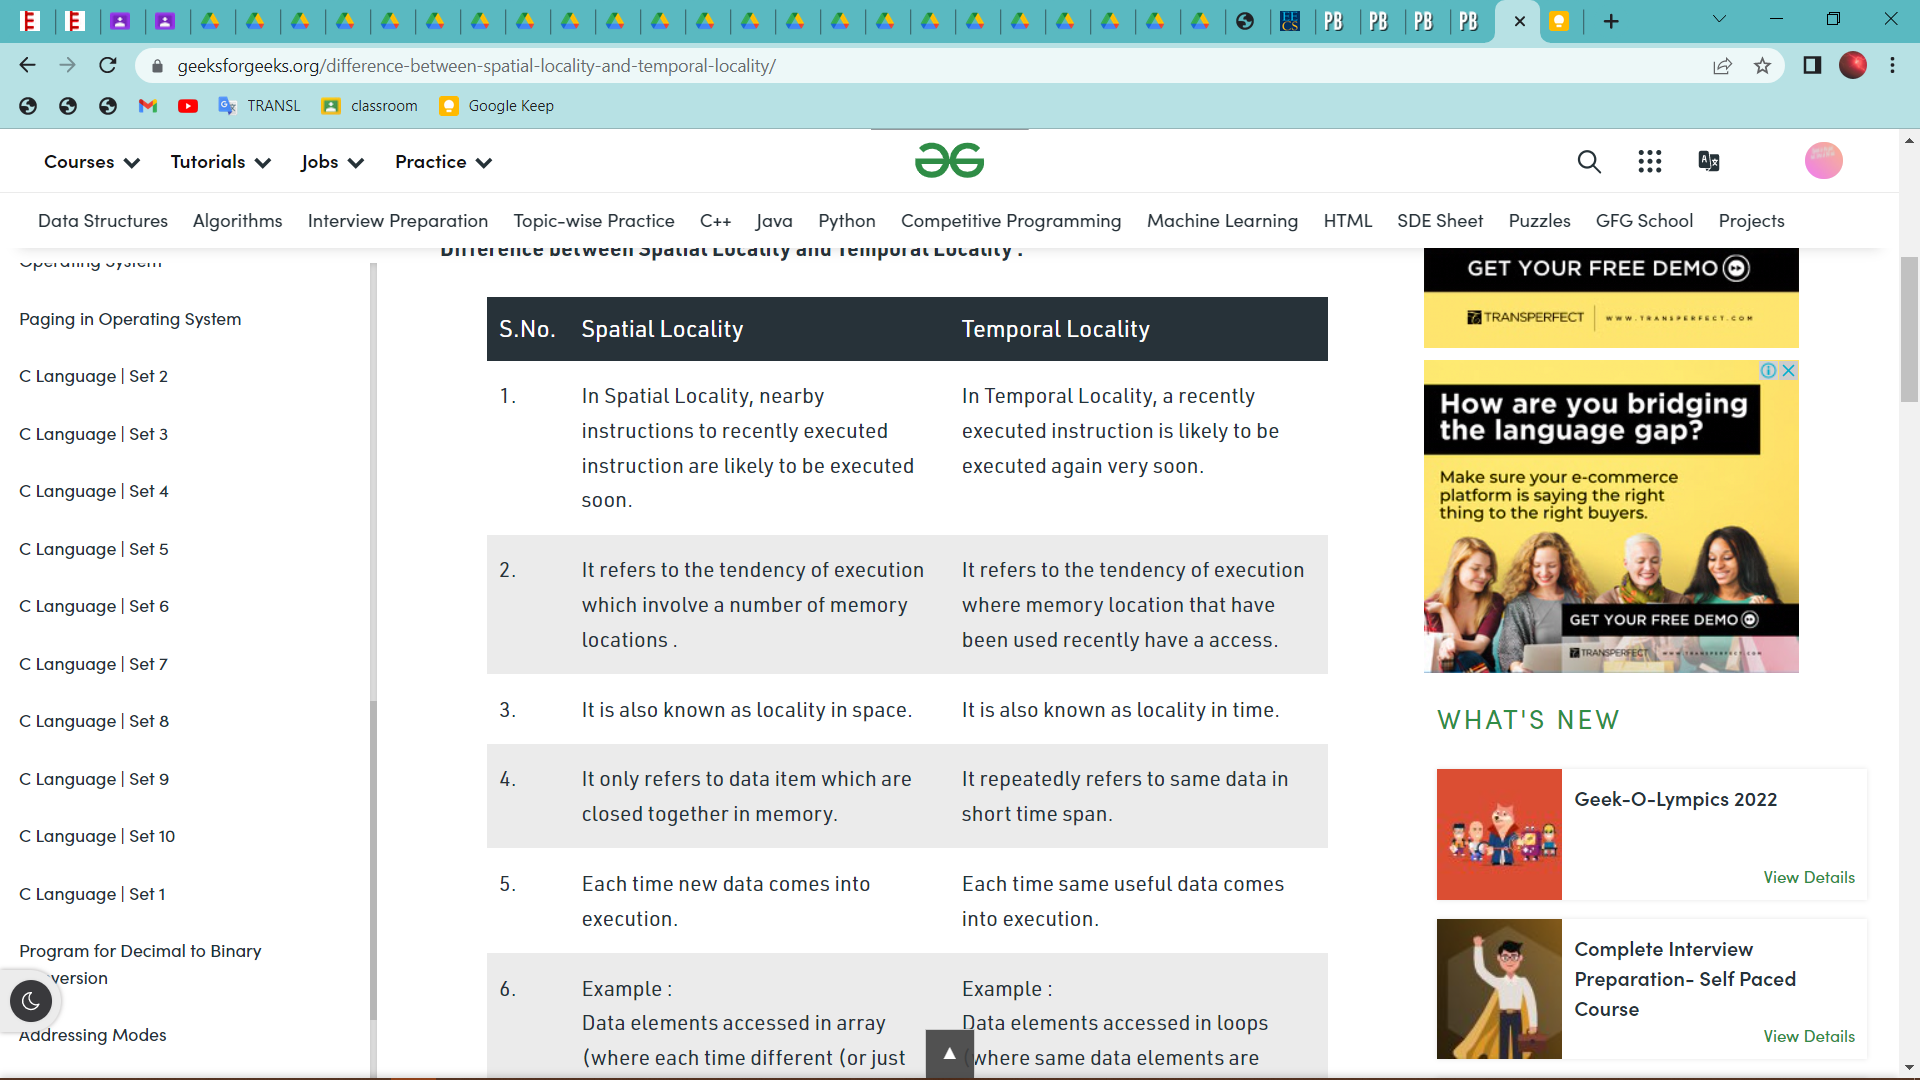 PB PB PB PB
geeksforgeeks.org/difference-between-spatial-locality-and-temporal-locality/
TRANSL classroom Google Keep
Courses Tutorials Jobs Practice
Data Structures Algorithms Interview Preparation Topic-wise Practice C++ Java Python Competitive Programming Machine Learning HTML SDE Sheet Puzzles GFG School Projects
Operating System
Paging in Operating System
C Language | Set 2
C Language | Set 3
C Language | Set 4
C Language | Set 5
C Language | Set 6
C Language | Set 7
C Language | Set 8
C Language | Set 9
C Language | Set 10
C Language | Set 1
Program for Decimal to Binary
version
Addressing Modes
Difference between Spatial Locality and Temporal Locality :
S.No. Spatial Locality Temporal Locality
1.
In Spatial Locality, nearby
instructions to recently executed
instruction are likely to be executed
soon.
In Temporal Locality, a recently
executed instruction is likely to be
executed again very soon.
2.
It refers to the tendency of execution
which involve a number of memory
locations .
It refers to the tendency of execution
where memory location that have
been used recently have a access.
3.
It is also known as locality in space.
It is also known as locality in time.
4.
It only refers to data item which are
closed together in memory.
It repeatedly refers to same data in
short time span.
5.
Each time new data comes into
execution.
Each time same useful data comes
into execution.
6.
Example :
Data elements accessed in array
(where each time different (or just
Example :
Data elements accessed in loops
(where same data elements are
GET YOUR FREE DEMO
TRANSPERFECT WWW.TRANSPERFECT.COM
How are you bridging
the language gap?
Make sure your e-commerce
platform is saying the right
thing to the right buyers.
GET YOUR FREE DEMO
TRANSPERFECT WWW.TRANSPERFECT.COM
WHAT'S NEW
Geek-O-Lympics 2022
View Details
Complete Interview
Preparation- Self Paced
Course
View Details